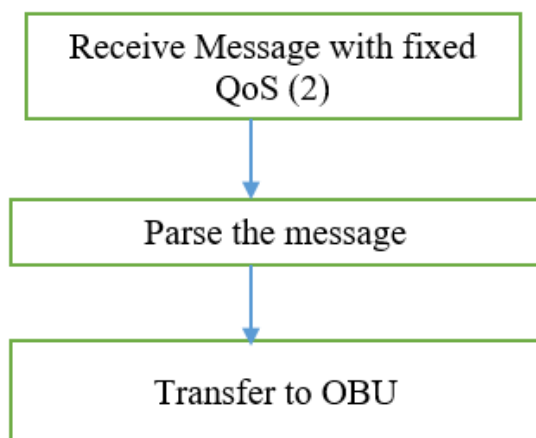 Receive Message with fixed
QoS (2)
Parse the message
Transfer to OBU